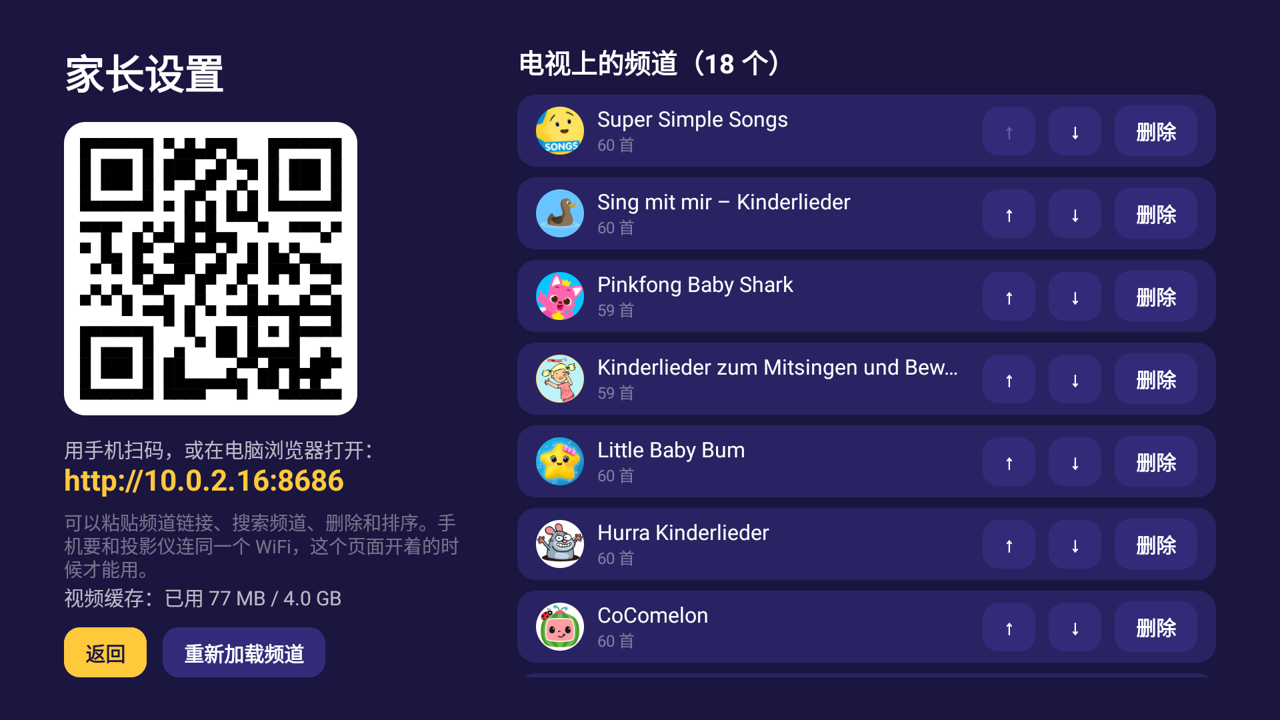 家长设置
用手机扫码，或在电脑浏览器打开：
http://10.0.2.16:8686
可以粘贴频道链接、搜索频道、删除和排序。手
机要和投影仪连同一个 WiFi，这个页面开着的时
候才能用。
视频缓存：已用 77 MB / 4.0 GB
返回 重新加载频道
电视上的频道（18 个）
SONGS
Super Simple Songs
60 首
↑ ↓ 删除
Sing mit mir – Kinderlieder
60 首
↑ ↓ 删除
Pinkfong Baby Shark
59 首
↑ ↓ 删除
Kinderlieder zum Mitsingen und Bew…
59 首
↑ ↓ 删除
Little Baby Bum
60 首
↑ ↓ 删除
Hurra Kinderlieder
60 首
↑ ↓ 删除
CoComelon
60 首
↑ ↓ 删除